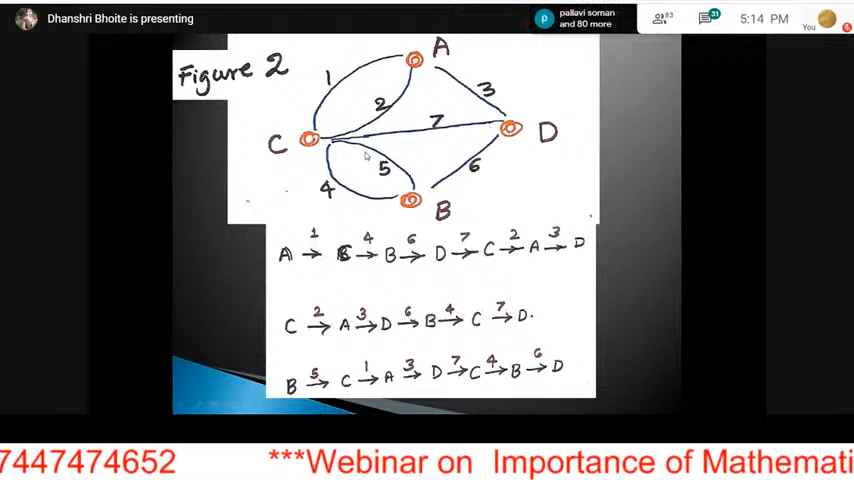 Dhanshri Bhoite is presenting
P
pallavi soman
and 80 more
83
31
5:14 PM
You
Figure 2
A
1
2
3
7
C
D
5
4
6
B
1 4 6 7 2 3
A → C → B → D → C → A → D
2 3 6 4 7
C → A → D → B → C → D.
5 1 3 7 4 6
B → C → A → D → C → B → D
7447474652 ***Webinar on Importance of Mathemati